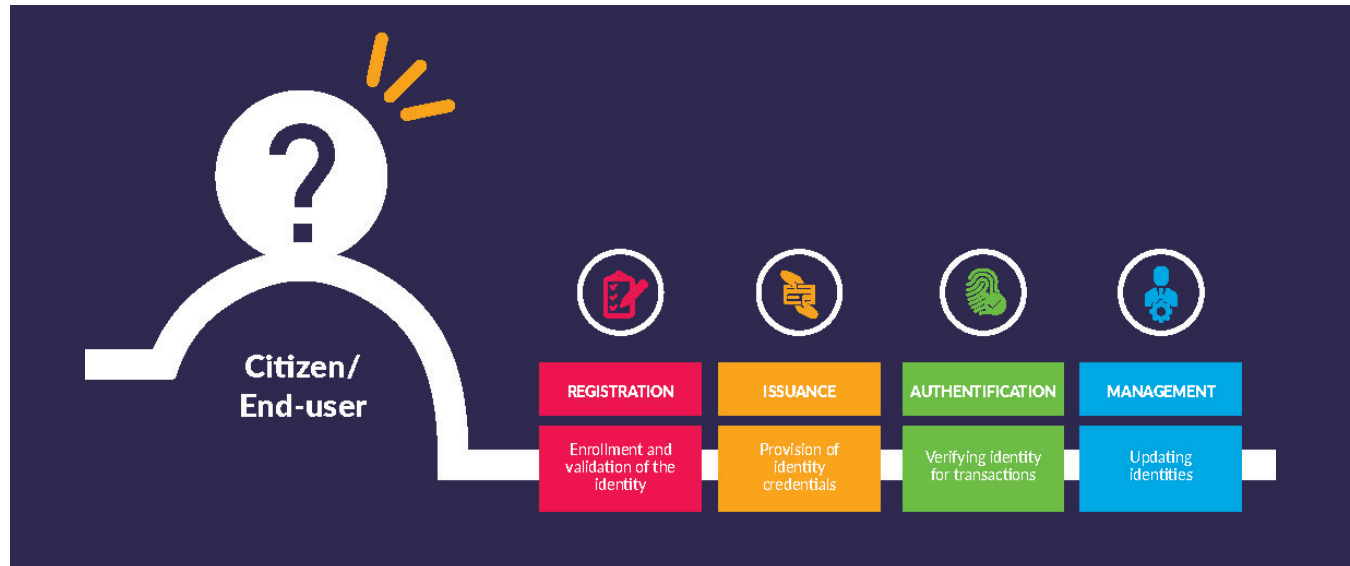 ?
Citizen/
End-user
REGISTRATION
Enrollment and
validation of the
identity
ISSUANCE
Provision of
identity
credentials
AUTHENTIFICATION
Verifying identity
for transactions
MANAGEMENT
Updating
identities